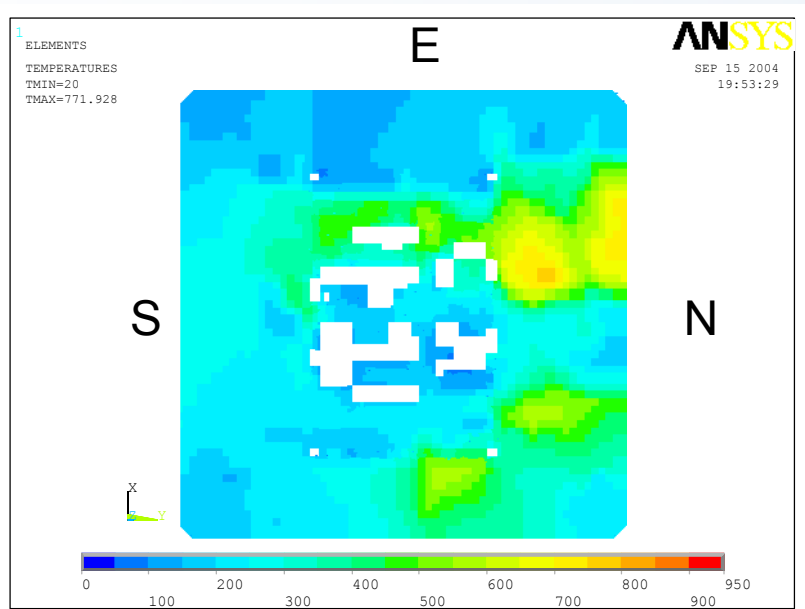 1
ELEMENTS
TEMPERATURES
TMIN=20
TMAX=771.928
E
ANSYS
SEP 15 2004
19:53:29
S
N
X
Z Y
0 200 400 600 800 950
100 300 500 700 900